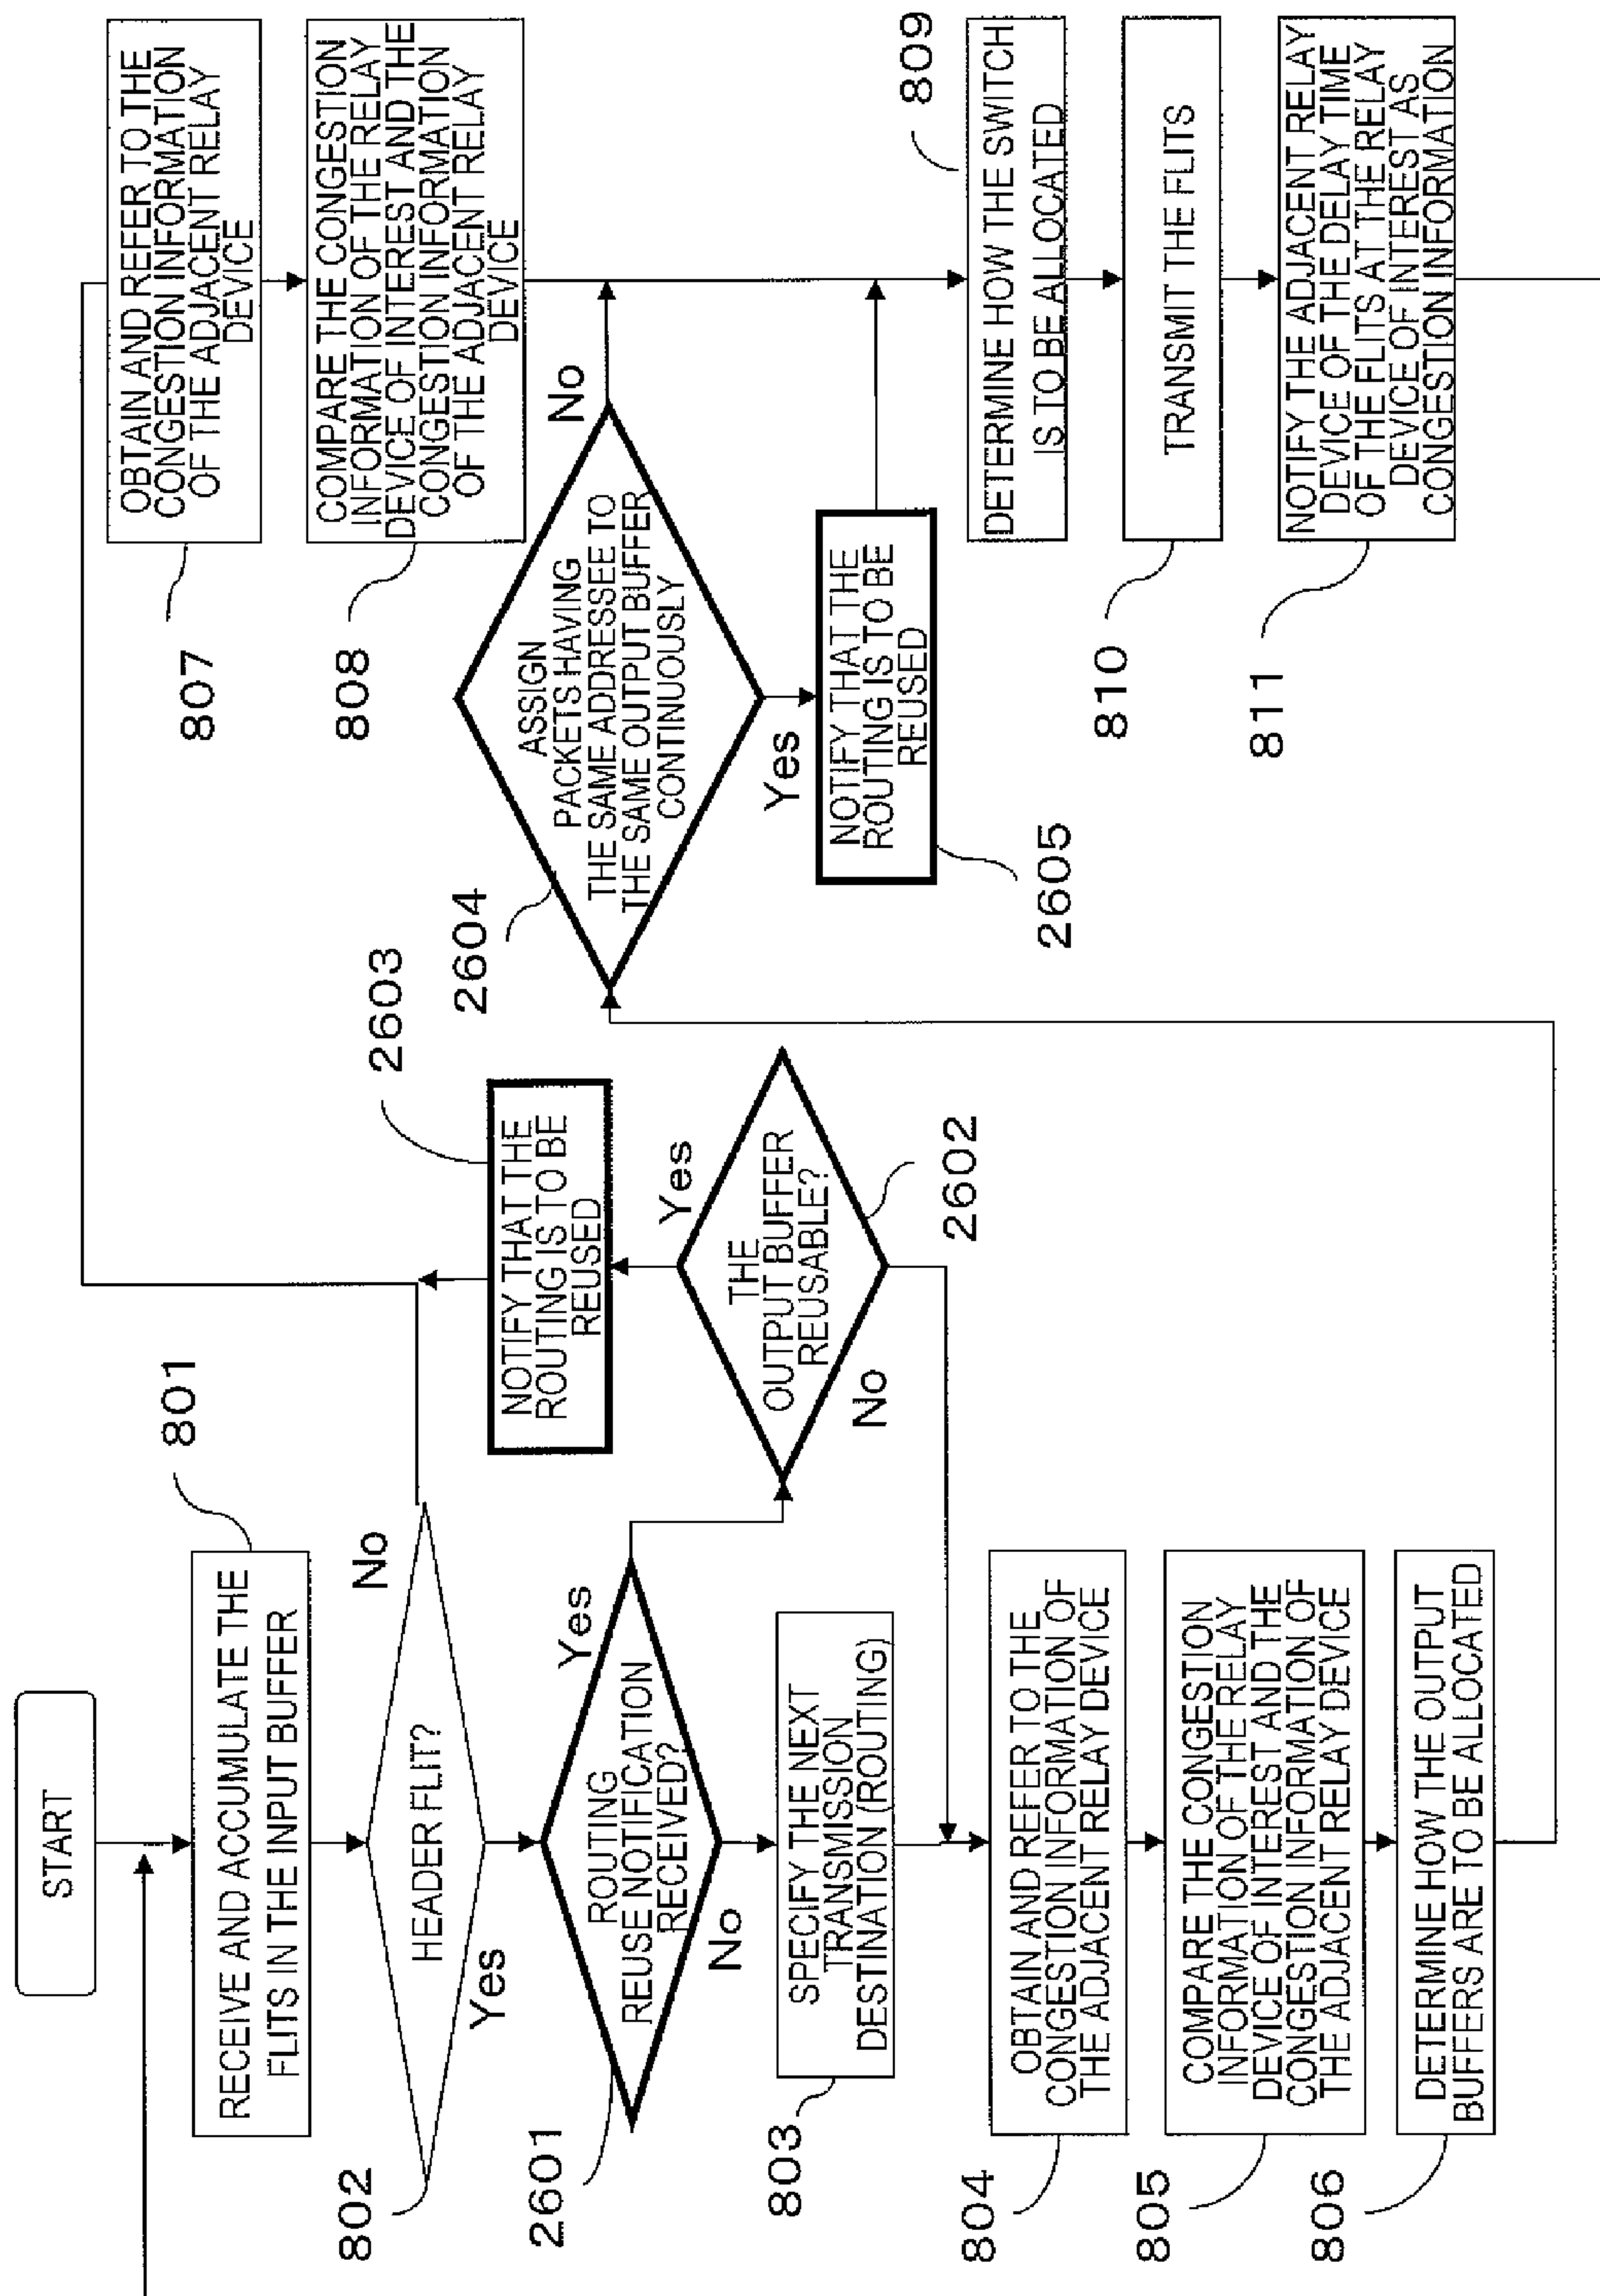 START
801
RECEIVE AND ACCUMULATE THE
FLITS IN THE INPUT BUFFER
802
HEADER FLIT?
No
Yes
2601
ROUTING
REUSE NOTIFICATION
RECEIVED?
Yes
No
803
SPECIFY THE NEXT
TRANSMISSION
DESTINATION (ROUTING)
804
OBTAIN AND REFER TO THE
CONGESTION INFORMATION OF
THE ADJACENT RELAY DEVICE
805
COMPARE THE CONGESTION
INFORMATION OF THE RELAY
DEVICE OF INTEREST AND THE
CONGESTION INFORMATION OF
THE ADJACENT RELAY DEVICE
806
DETERMINE HOW THE OUTPUT
BUFFERS ARE TO BE ALLOCATED
2603
NOTIFY THAT THE
ROUTING IS TO BE
REUSED
Yes
THE
OUTPUT BUFFER
REUSABLE?
No
2602
807
OBTAIN AND REFER TO THE
CONGESTION INFORMATION
OF THE ADJACENT RELAY
DEVICE
808
COMPARE THE CONGESTION
INFORMATION OF THE RELAY
DEVICE OF INTEREST AND THE
CONGESTION INFORMATION
OF THE ADJACENT RELAY
DEVICE
2604
ASSIGN
PACKETS HAVING
THE SAME ADDRESSEE TO
THE SAME OUTPUT BUFFER
CONTINUOUSLY
No
Yes
NOTIFY THAT THE
ROUTING IS TO BE
REUSED
2605
809
DETERMINE HOW THE SWITCH
IS TO BE ALLOCATED
810
TRANSMIT THE FLITS
811
NOTIFY THE ADJACENT RELAY
DEVICE OF THE DELAY TIME
OF THE FLITS AT THE RELAY
DEVICE OF INTEREST AS
CONGESTION INFORMATION